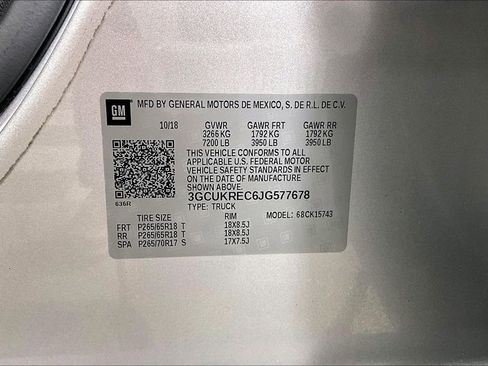 GM
MFD BY GENERAL MOTORS DE MEXICO, S. DE R.L. DE C.V.
10/18 GVWR GAWR FRT GAWR RR
3266 KG 1792 KG 1792 KG
7200 LB 3950 LB 3950 LB
THIS VEHICLE CONFORMS TO ALL
APPLICABLE U.S. FEDERAL MOTOR
VEHICLE SAFETY STANDARDS IN EFFECT
ON THE DATE OF MANUFACTURE.
3GCUKREC6JG577678
636R TYPE: TRUCK
TIRE SIZE RIM MODEL: 68CK15743
FRT P265/65R18 T 18X8.5J
RR P265/65R18 T 18X8.5J
SPA P265/70R17 S 17X7.5J